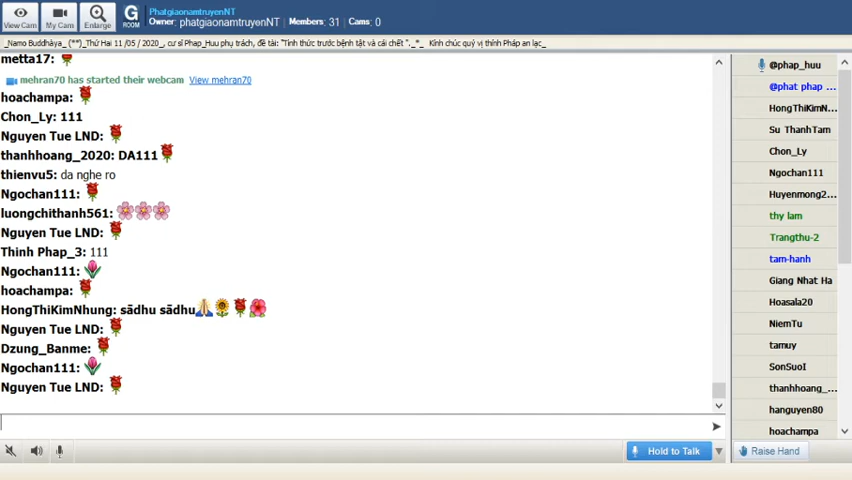 View Cam
My Cam
Enlarge
G
ROOM
PhatgiaonamtruyenNT
Owner: phatgiaonamtruyenNT | Members: 31 | Cams: 0
_Namo Buddhàya_ (**)_Thứ Hai 11 /05 / 2020_, cư sĩ Phap_Huu phụ trách, đề tài: "Tỉnh thức trước bệnh tật và cái chết "._*_ Kính chúc quý vị thính Pháp an lạc_
metta17:
mehran70 has started their webcam View mehran70
hoachampa:
Chon_Ly: 111
Nguyen Tue LND:
thanhhoang_2020: DA111
thienvu5: da nghe ro
Ngochan111:
luongchithanh561:
Nguyen Tue LND:
Thinh Phap_3: 111
Ngochan111:
hoachampa:
HongThiKimNhung: sādhu sādhu
Nguyen Tue LND:
Dzung_Banme:
Ngochan111:
Nguyen Tue LND:
Hold to Talk
@phap_huu
@phat phap ...
HongThiKimN...
Su ThanhTam
Chon_Ly
Ngochan111
Huyenmong2...
thy lam
Trangthu-2
tam-hanh
Giang Nhat Ha
Hoasala20
NiemTu
tamuy
SonSuoI
thanhhoang_...
hanguyen80
hoachampa
Raise Hand